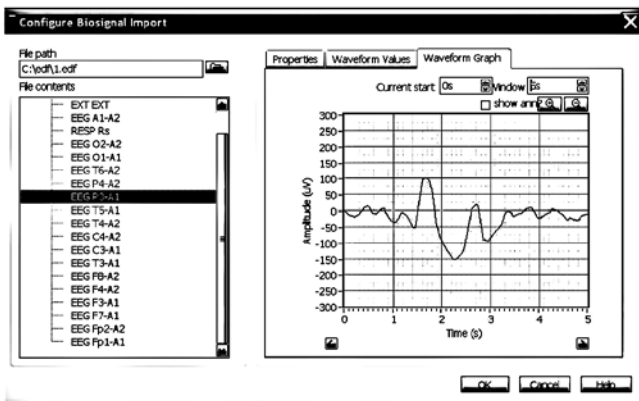 Configure Biosignal Import
File path
C:\edf\1.edf
File contents
EXT EXT
EEG A1-A2
RESP Rs
EEG O2-A2
EEG O1-A1
EEG T6-A2
EEG P4-A2
EEG P3-A1
EEG T5-A1
EEG T4-A2
EEG C4-A2
EEG C3-A1
EEG T3-A1
EEG F8-A2
EEG F4-A2
EEG F3-A1
EEG F7-A1
EEG Fp2-A2
EEG Fp1-A1
Properties Waveform Values Waveform Graph
Current start 0s Window 5s
show ann?
300
250
200
150
100
50
0
-50
-100
-150
-200
-250
-300
Amplitude (uV)
0 1 2 3 4 5
Time (s)
OK Cancel Help